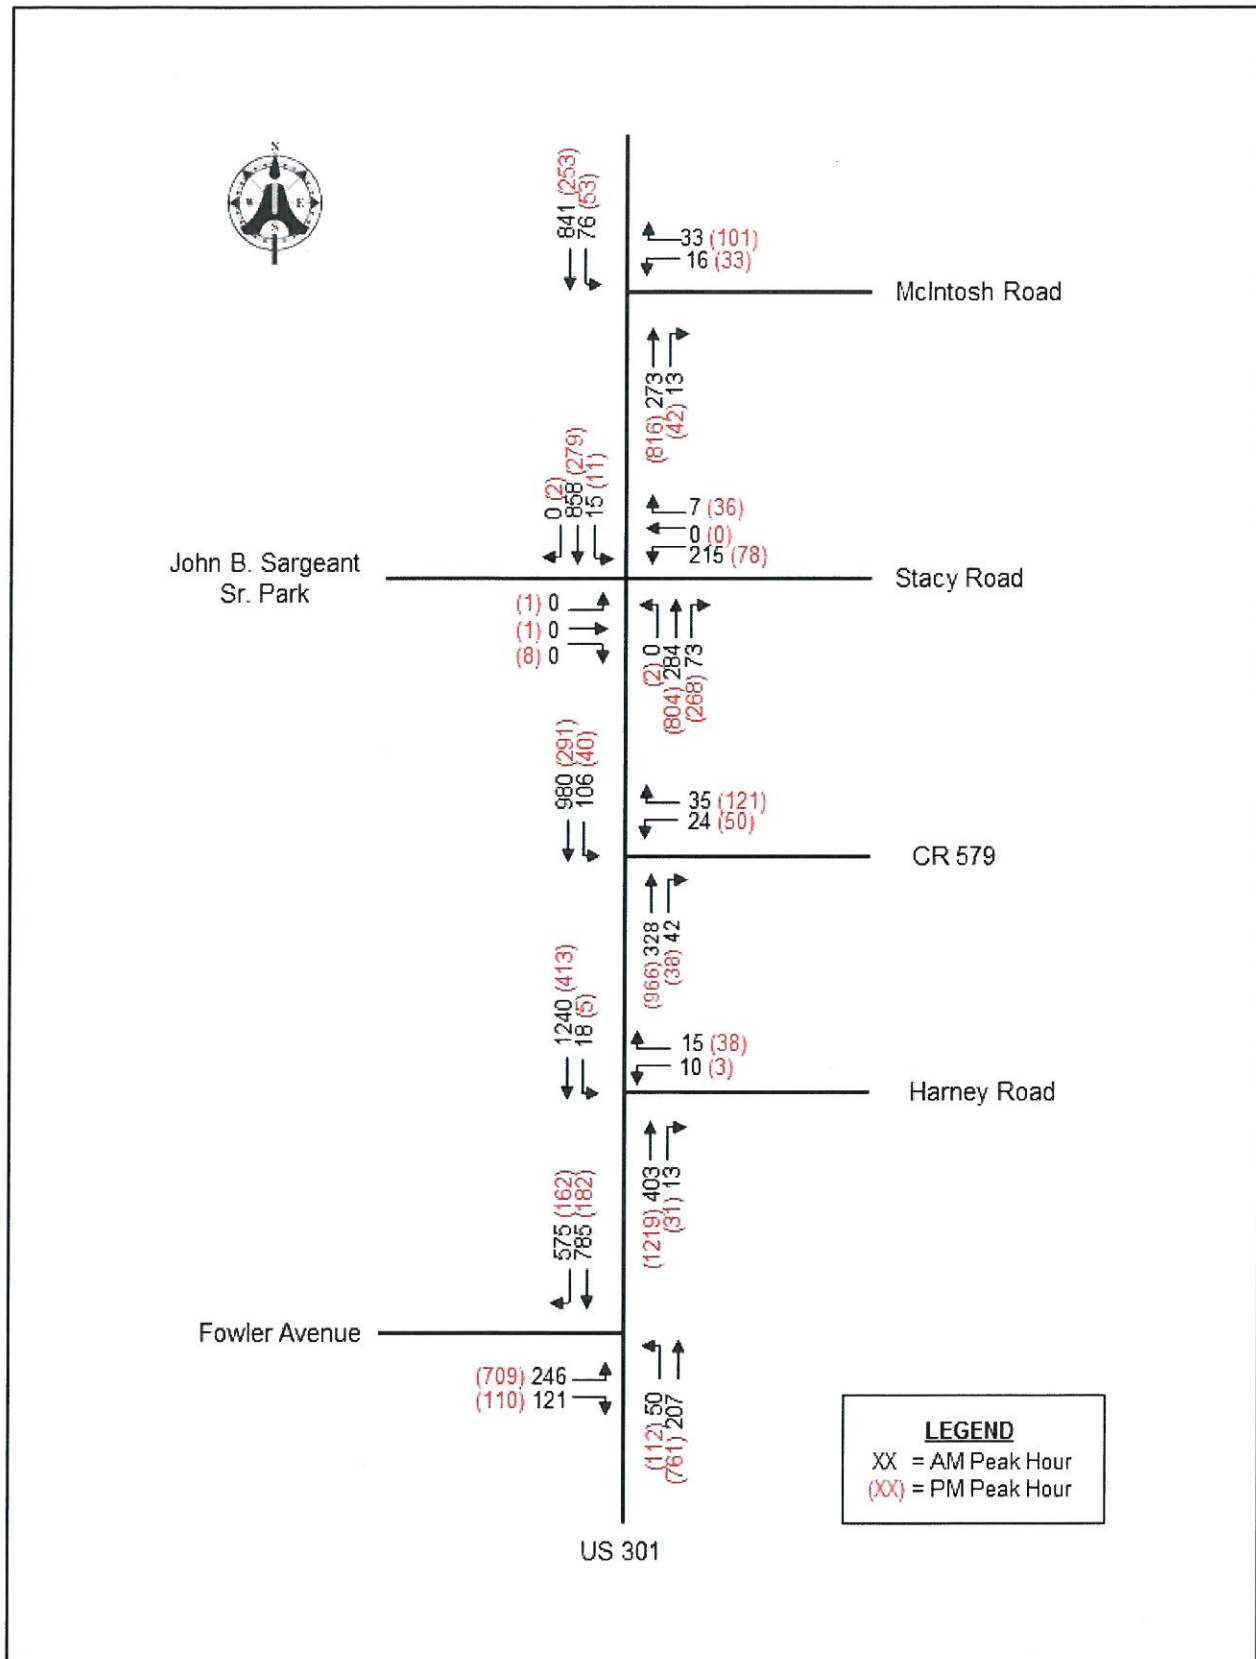 N
W E
S
841 (253)
76 (53)
33 (101)
16 (33)
McIntosh Road
(816) 273
(42) 13
0 (2)
858 (279)
15 (11)
7 (36)
0 (0)
215 (78)
John B. Sargeant
Sr. Park
Stacy Road
(1) 0
(1) 0
(8) 0
(2) 0
(804) 284
(268) 73
980 (291)
106 (40)
35 (121)
24 (50)
CR 579
(966) 328
(38) 42
1240 (413)
18 (5)
15 (38)
10 (3)
Harney Road
(1219) 403
(31) 13
575 (162)
785 (182)
Fowler Avenue
(709) 246
(110) 121
(112) 50
(761) 207
LEGEND
XX = AM Peak Hour
(XX) = PM Peak Hour
US 301